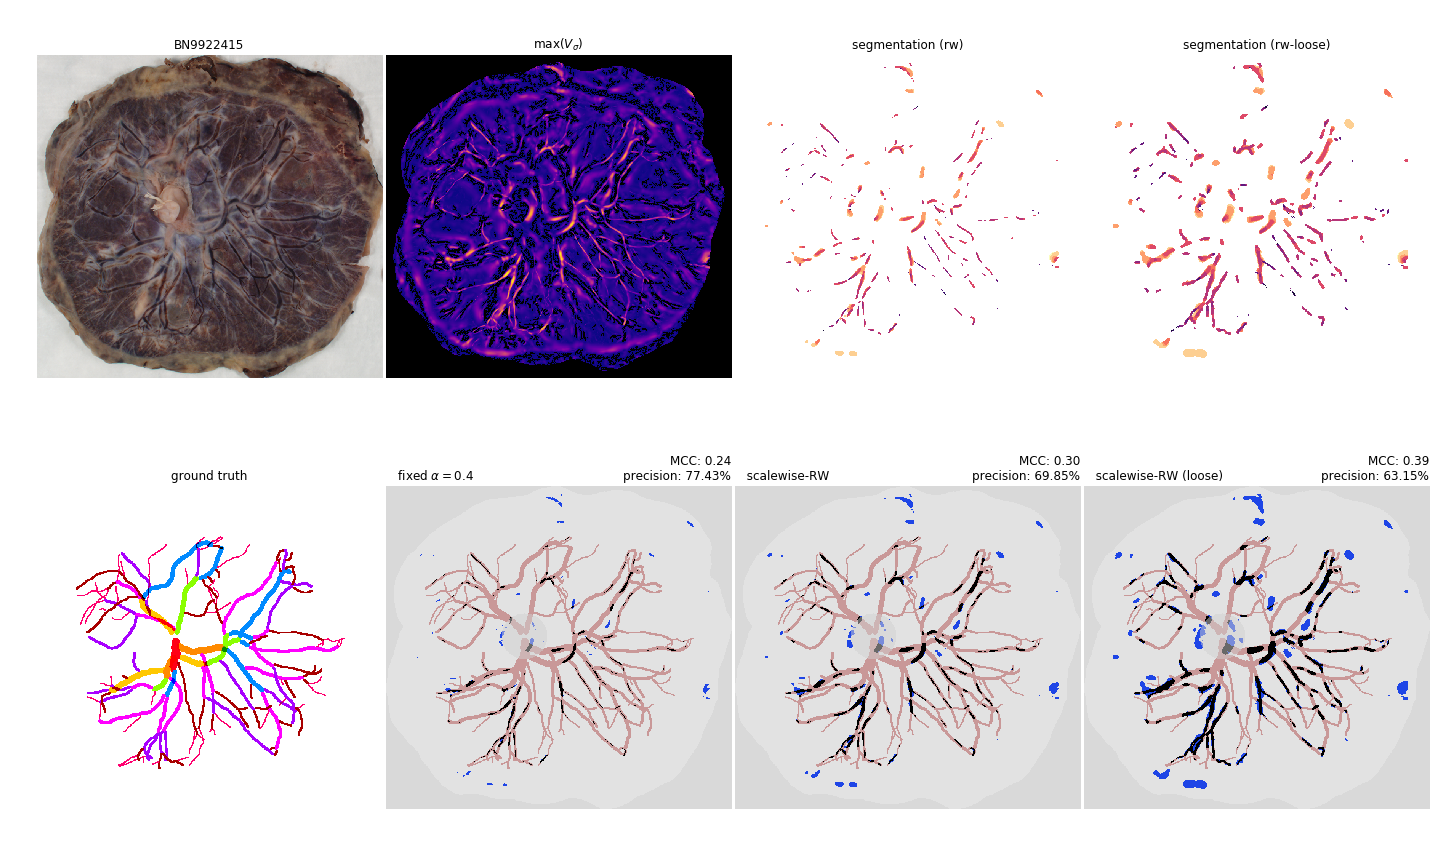 BN9922415
max(V_σ)
segmentation (rw)
segmentation (rw-loose)
ground truth
fixed α = 0.4
MCC: 0.24
precision: 77.43%
scalewise-RW
MCC: 0.30
precision: 69.85%
scalewise-RW (loose)
MCC: 0.39
precision: 63.15%